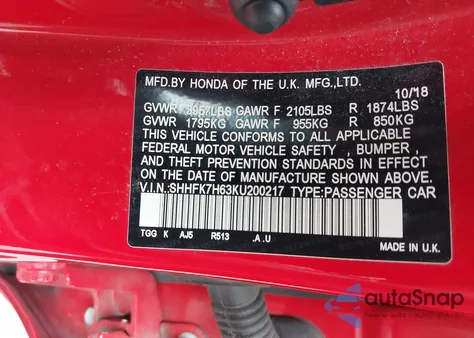 MFD.BY HONDA OF THE U.K. MFG.,LTD.
10/18
GVWR 3957LBS GAWR F 2105LBS R 1874LBS
GVWR 1795KG GAWR F 955KG R 850KG
THIS VEHICLE CONFORMS TO ALL APPLICABLE
FEDERAL MOTOR VEHICLE SAFETY , BUMPER ,
AND THEFT PREVENTION STANDARDS IN EFFECT
ON THE DATE OF MANUFACTURE SHOWN ABOVE.
V.I.N:SHHFK7H63KU200217 TYPE:PASSENGER CAR
TGG K AJ5 R513 .A .U
MADE IN U.K.
autoSnap